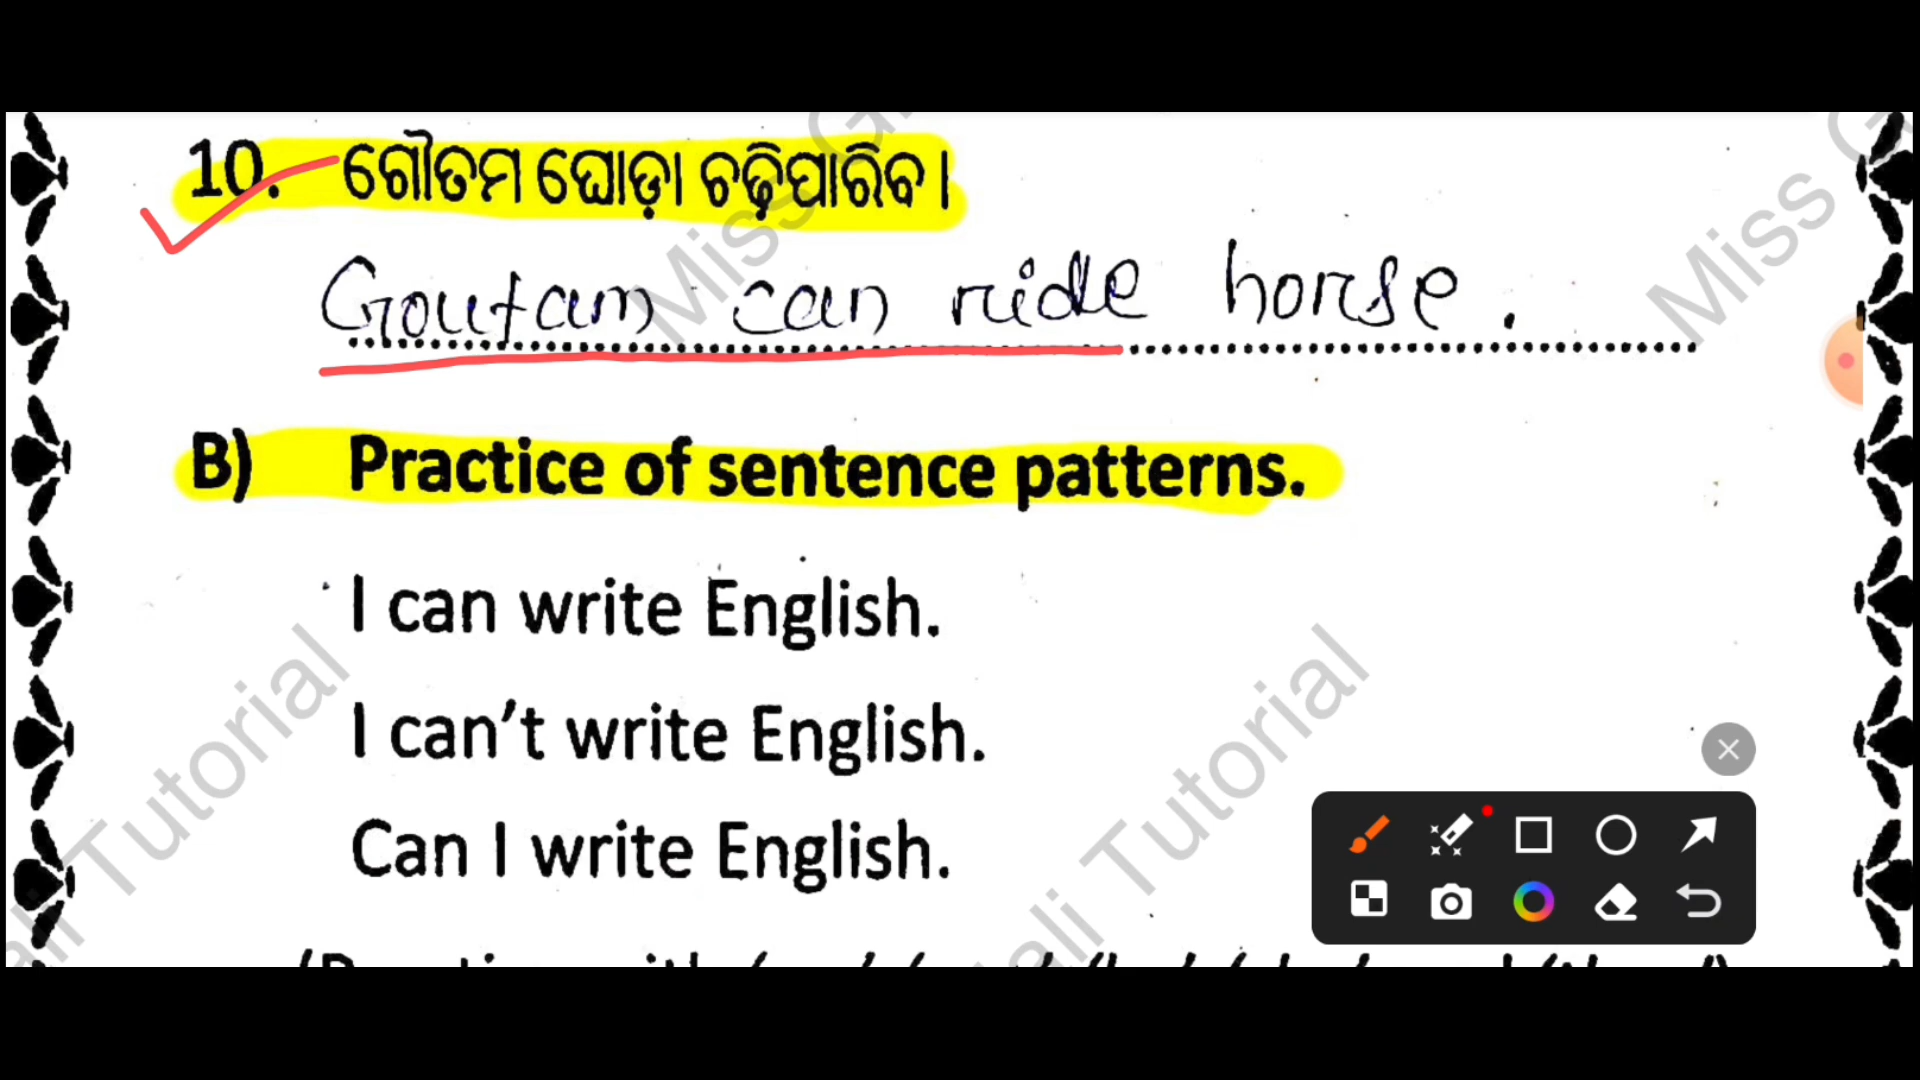 10. ଗୌତମ ଘୋଡ଼ା ଚଢ଼ିପାରିବ ।
Goutam can ride horse.
B) Practice of sentence patterns.
I can write English.
I can't write English.
Can I write English.
Miss
Miss
Tutorial
ali Tutorial